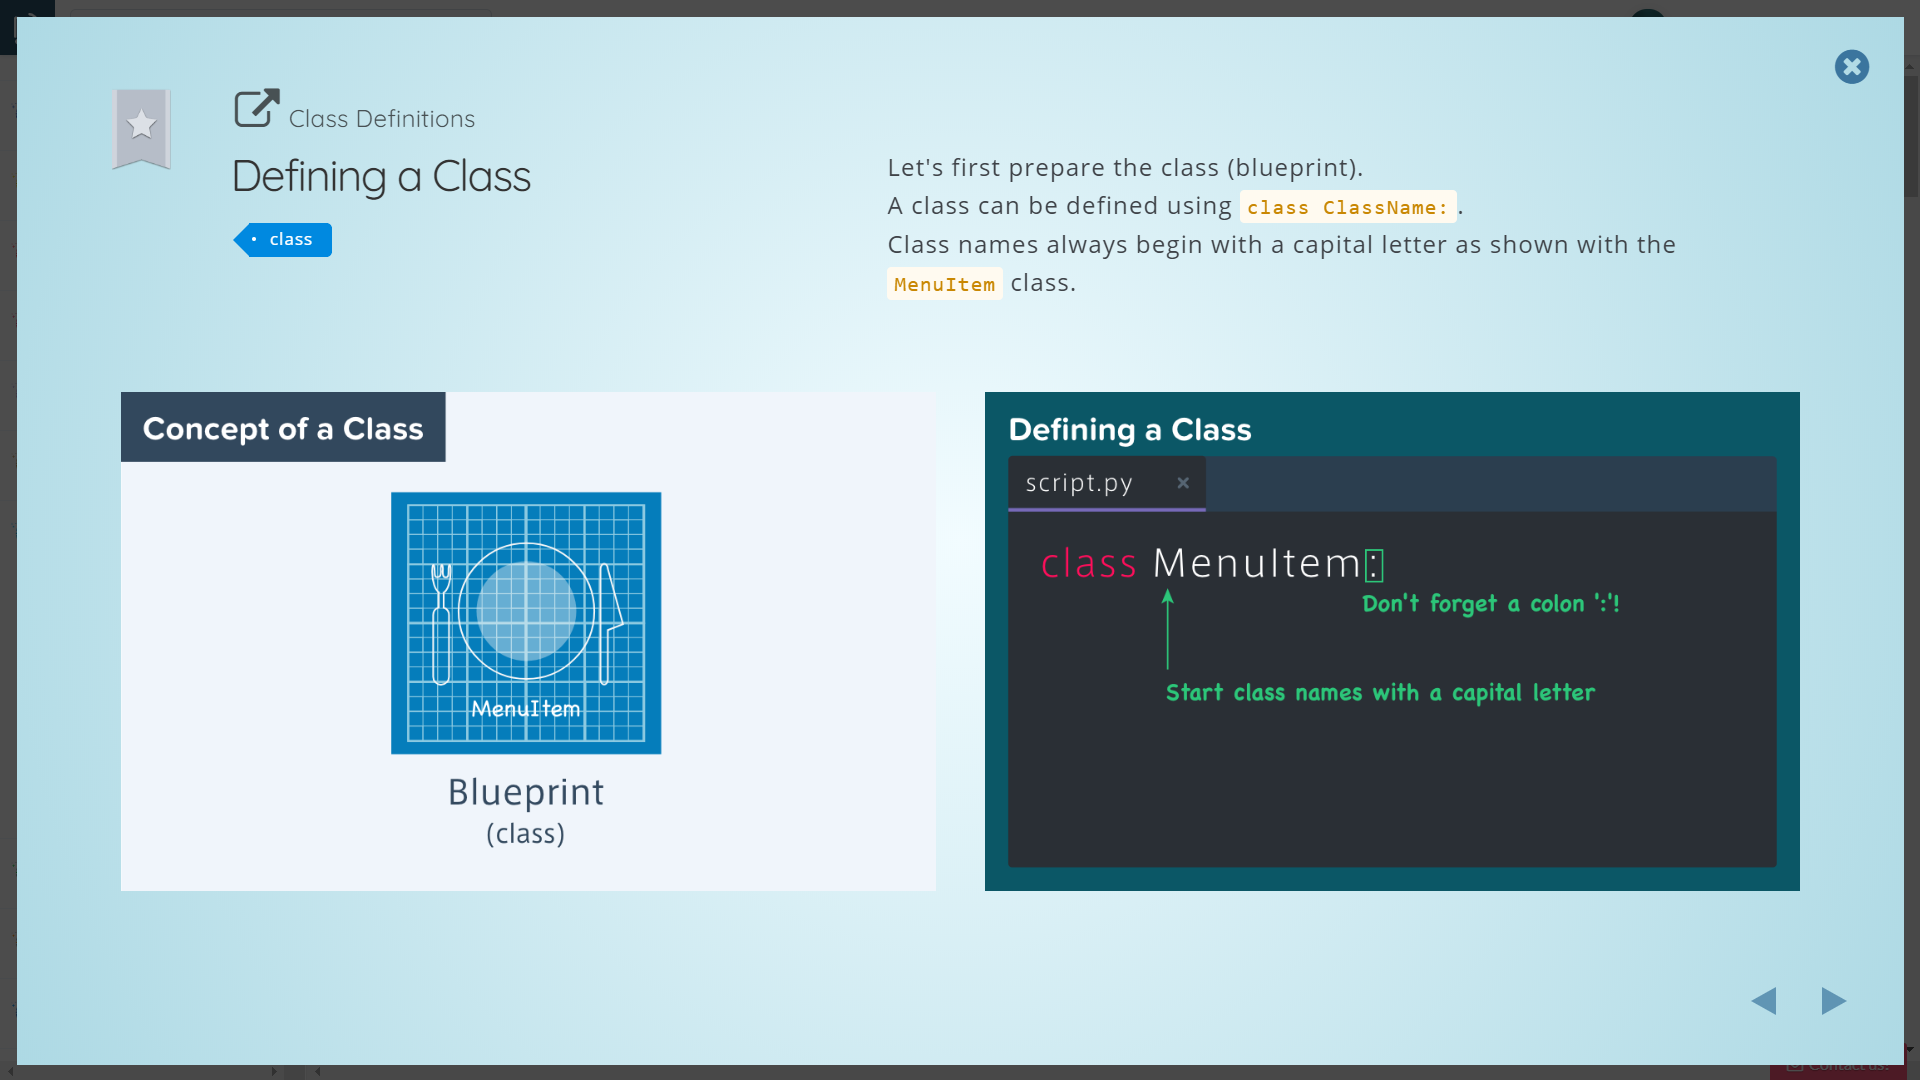 Class Definitions
Defining a Class
class
Let's first prepare the class (blueprint).
A class can be defined using class ClassName: .
Class names always begin with a capital letter as shown with the
MenuItem class.
Concept of a Class
MenuItem
Blueprint
(class)
Defining a Class
script.py ×
class MenuItem:
Don't forget a colon ':'!
Start class names with a capital letter
Contact us!